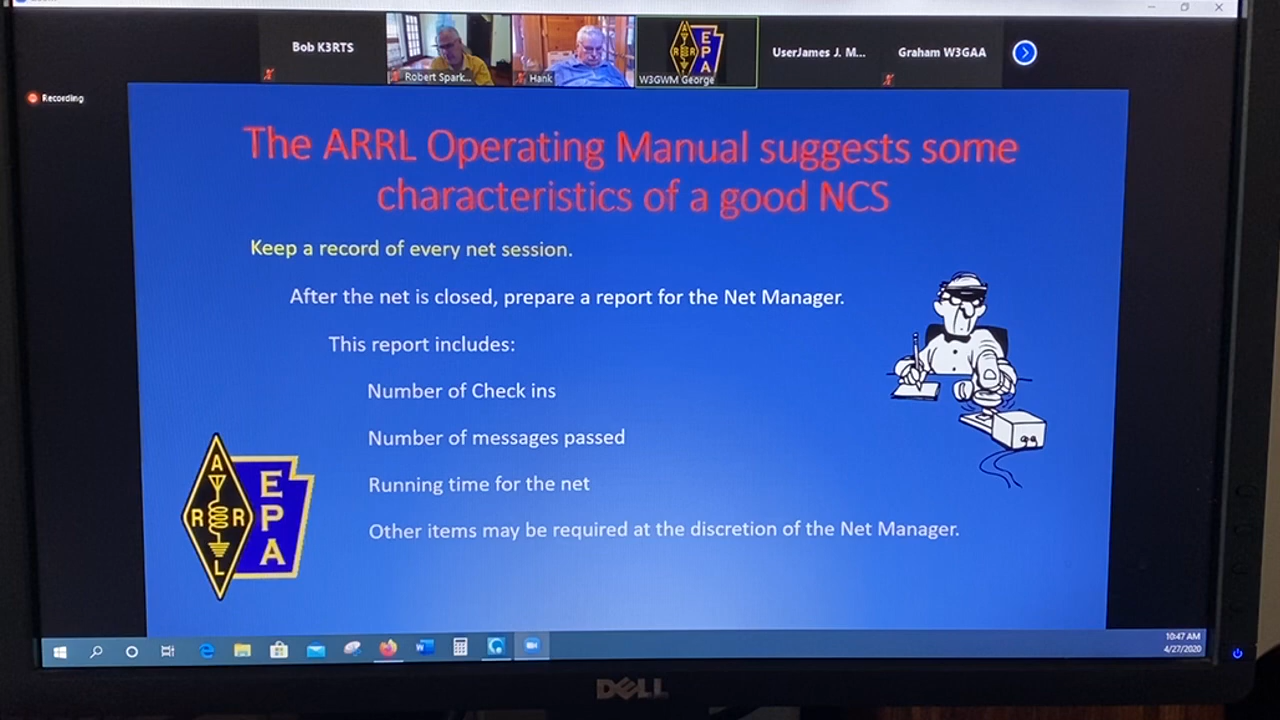 Bob K3RTS
Robert Spark...
Hank
A
R R
L
E
P
A
W3GWM George
UserJames J. M...
Graham W3GAA
Recording
The ARRL Operating Manual suggests some
characteristics of a good NCS
Keep a record of every net session.
After the net is closed, prepare a report for the Net Manager.
This report includes:
Number of Check ins
Number of messages passed
Running time for the net
Other items may be required at the discretion of the Net Manager.
A
R R
L
E
P
A
10:47 AM
4/27/2020
DELL